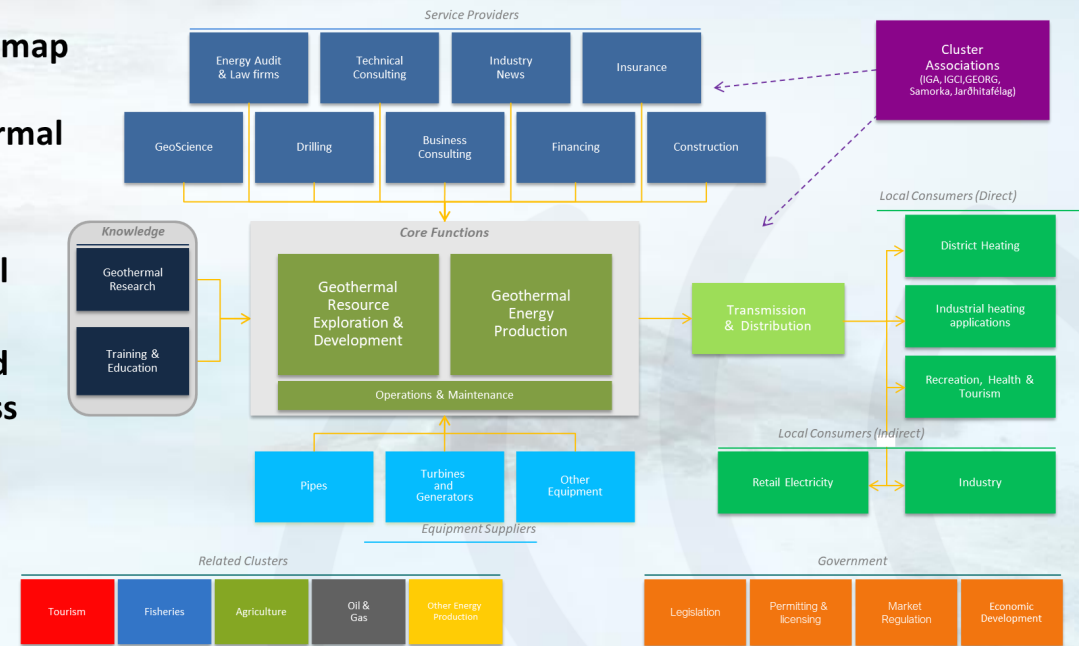 map
rmal
l
d
ss
Service Providers
Energy Audit
& Law firms
Technical
Consulting
Industry
News
Insurance
GeoScience
Drilling
Business
Consulting
Financing
Construction
Cluster
Associations
(IGA, IGCI,GEORG,
Samorka, Jarðhitafélag)
Knowledge
Geothermal
Research
Training &
Education
Core Functions
Geothermal
Resource
Exploration &
Development
Geothermal
Energy
Production
Operations & Maintenance
Transmission
& Distribution
Local Consumers (Direct)
District Heating
Industrial heating
applications
Recreation, Health &
Tourism
Local Consumers (Indirect)
Retail Electricity
Industry
Pipes
Turbines
and
Generators
Other
Equipment
Equipment Suppliers
Related Clusters
Tourism
Fisheries
Agriculture
Oil &
Gas
Other Energy
Production
Government
Legislation
Permitting &
licensing
Market
Regulation
Economic
Development